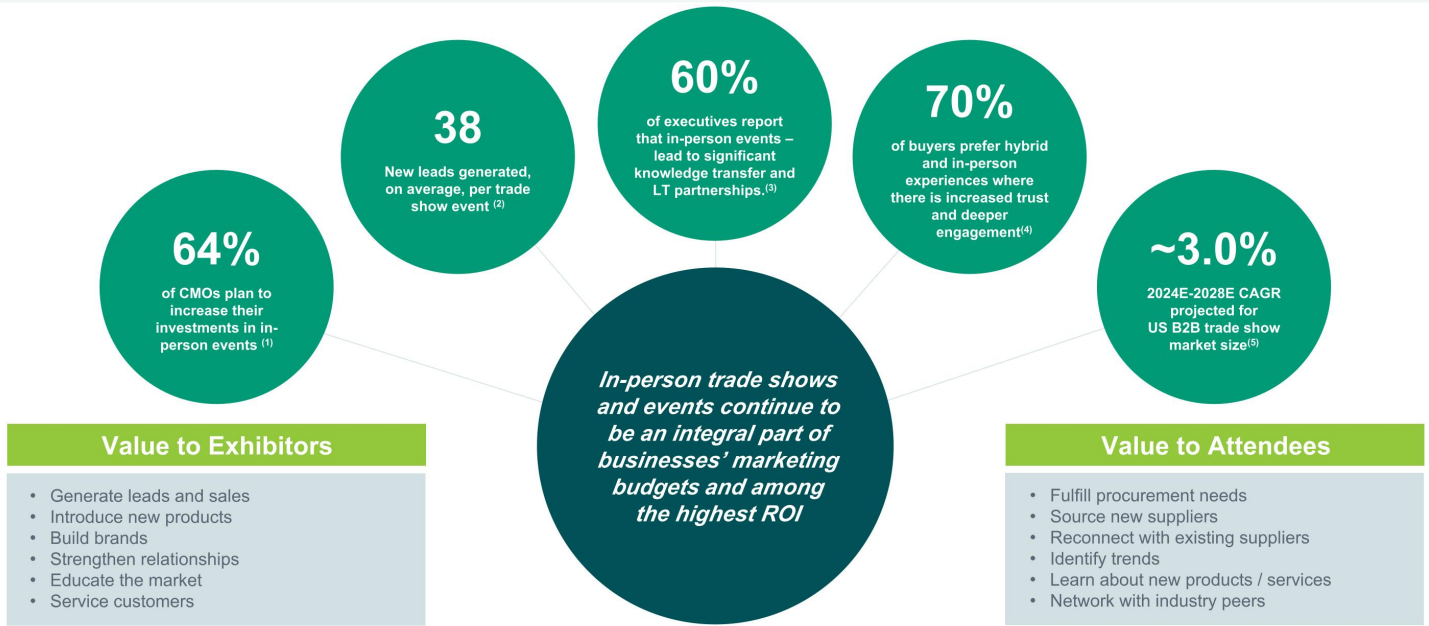 64%
of CMOs plan to
increase their
investments in in-
person events (1)
38
New leads generated,
on average, per trade
show event (2)
60%
of executives report
that in-person events –
lead to significant
knowledge transfer and
LT partnerships.(3)
70%
of buyers prefer hybrid
and in-person
experiences where
there is increased trust
and deeper
engagement(4)
~3.0%
2024E-2028E CAGR
projected for
US B2B trade show
market size(5)
In-person trade shows
and events continue to
be an integral part of
businesses’ marketing
budgets and among
the highest ROI
Value to Exhibitors
• Generate leads and sales
• Introduce new products
• Build brands
• Strengthen relationships
• Educate the market
• Service customers
Value to Attendees
• Fulfill procurement needs
• Source new suppliers
• Reconnect with existing suppliers
• Identify trends
• Learn about new products / services
• Network with industry peers